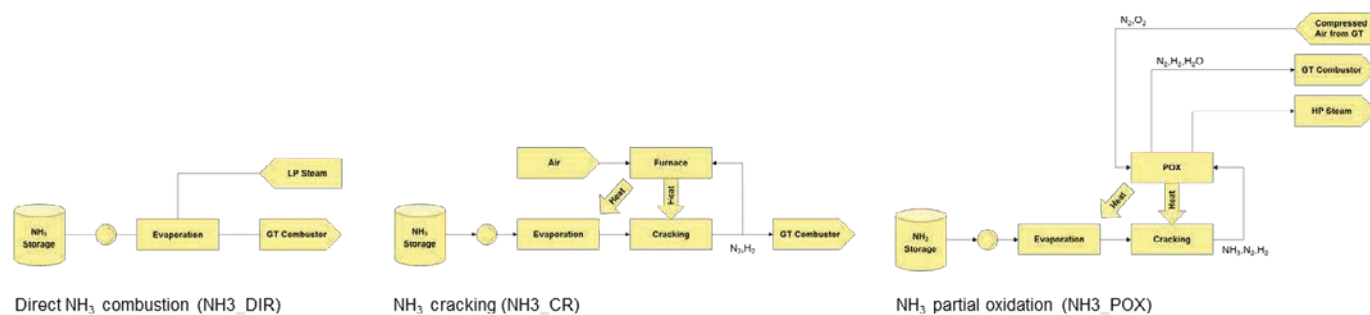 LP Steam
NH3
Storage
Evaporation
GT Combustor
Direct NH3 combustion (NH3_DIR)
Air
Furnace
Heat
Heat
NH3
Storage
Evaporation
Cracking
GT Combustor
N2,H2
NH3 cracking (NH3_CR)
N2,O2
Compressed
Air from GT
N2,H2,H2O
GT Combustor
HP Steam
POX
Heat
Heat
NH3
Storage
Evaporation
Cracking
NH3,N2,H2
NH3 partial oxidation (NH3_POX)